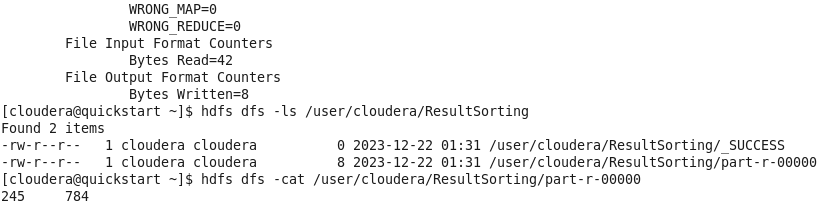 WRONG_MAP=0
WRONG_REDUCE=0
File Input Format Counters
Bytes Read=42
File Output Format Counters
Bytes Written=8
[cloudera@quickstart ~]$ hdfs dfs -ls /user/cloudera/ResultSorting
Found 2 items
-rw-r--r--   1 cloudera cloudera          0 2023-12-22 01:31 /user/cloudera/ResultSorting/_SUCCESS
-rw-r--r--   1 cloudera cloudera          8 2023-12-22 01:31 /user/cloudera/ResultSorting/part-r-00000
[cloudera@quickstart ~]$ hdfs dfs -cat /user/cloudera/ResultSorting/part-r-00000
245     784